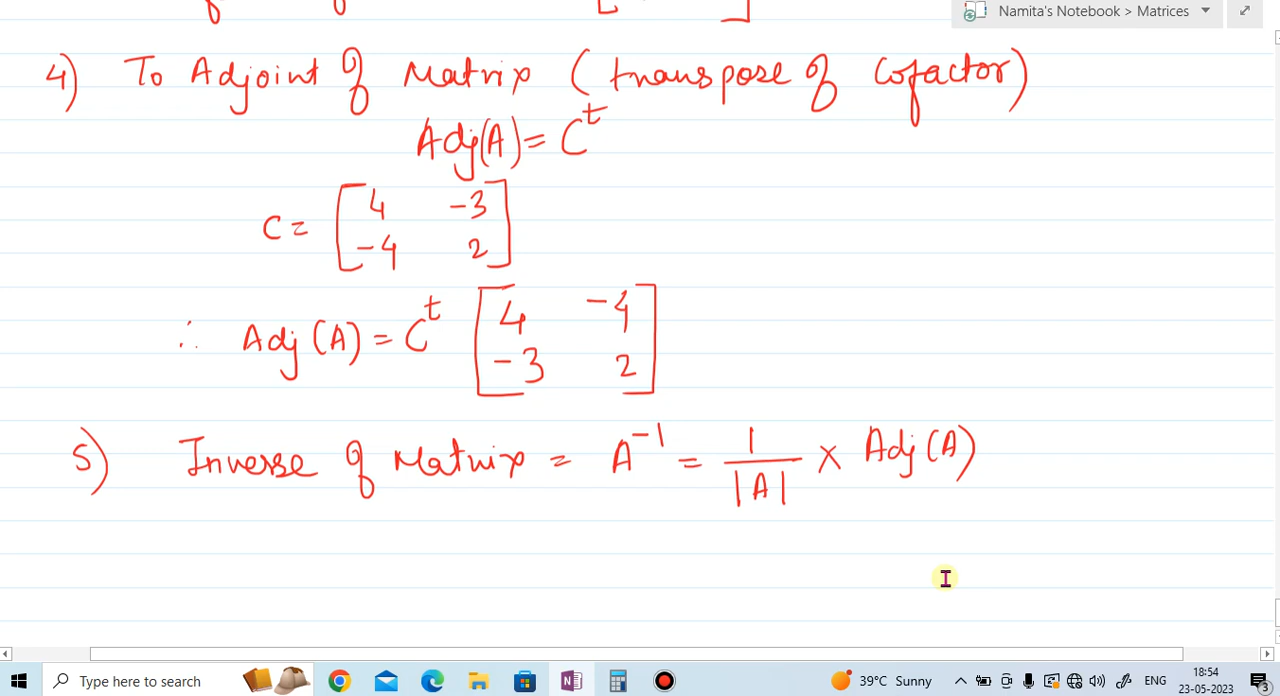 Namita's Notebook > Matrices
4) To Adjoint of Matrix (transpose of Cofactor)
Adj(A) = C^t
C = [ 4 -3
-4 2 ]
∴ Adj (A) = C^t [ 4 -4
-3 2 ]
5) Inverse of Matrix = A^-1 = 1/|A| × Adj(A)
Type here to search
39°C Sunny
ENG
18:54
23-05-2023
3